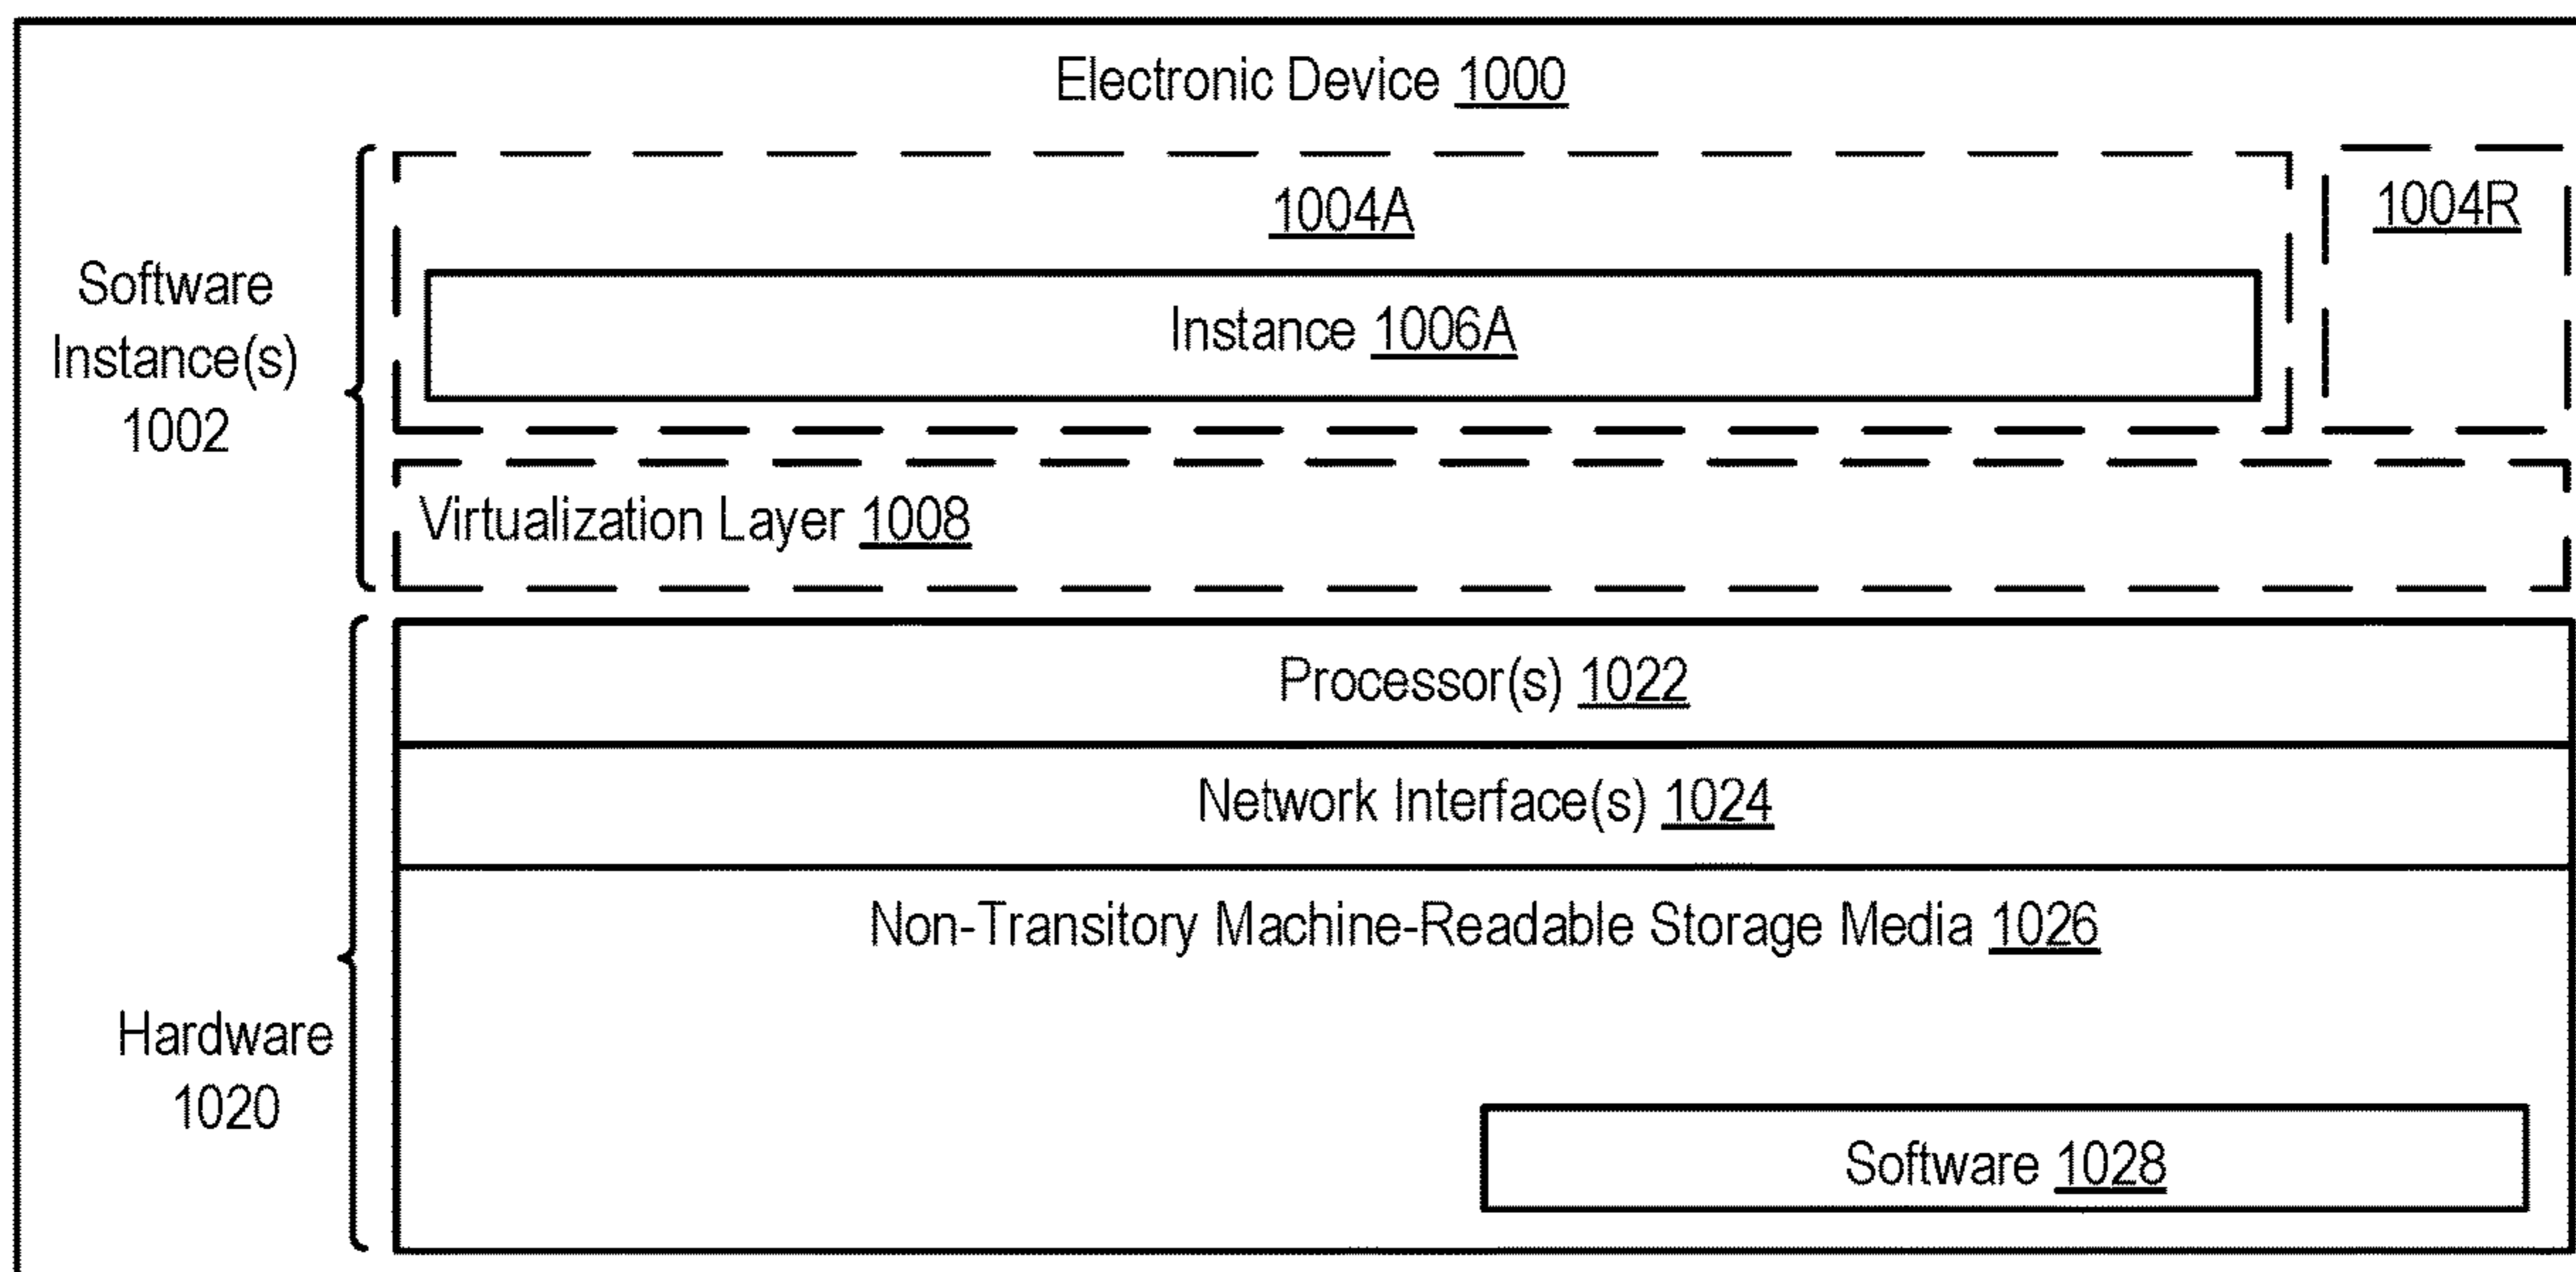 Electronic Device 1000
1004A
1004R
Software
Instance(s)
1002
Instance 1006A
Virtualization Layer 1008
Processor(s) 1022
Network Interface(s) 1024
Non-Transitory Machine-Readable Storage Media 1026
Hardware
1020
Software 1028